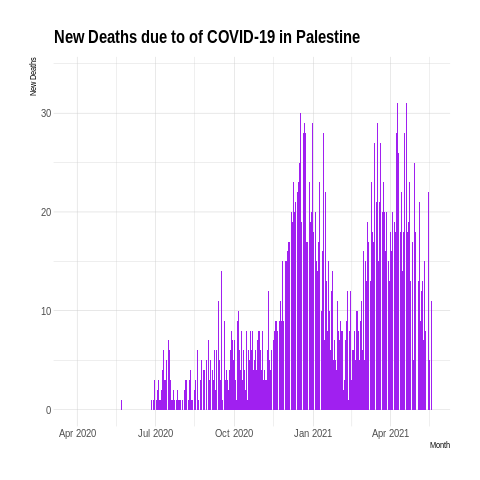 New Deaths due to of COVID-19 in Palestine
New Deaths
30
20
10
0
Apr 2020 Jul 2020 Oct 2020 Jan 2021 Apr 2021
Month